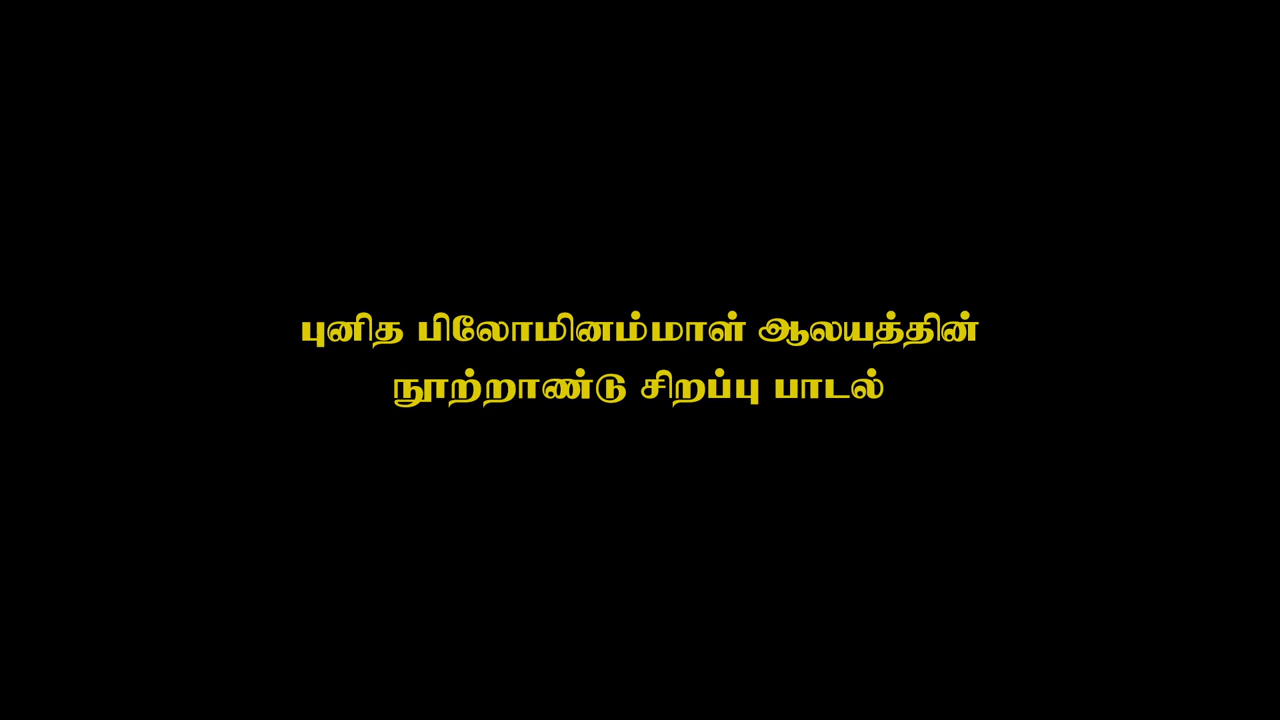 புனித பிலோமினம்மாள் ஆலயத்தின்
நூற்றாண்டு சிறப்பு பாடல்